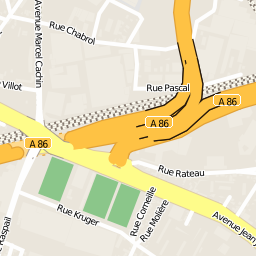 Avenue Marcel Cachin
Rue Chabrol
Villot
Rue Pascal
A 86
A 86
A 86
Rue Rateau
Rue Kruger
Rue Corneille
Rue Molière
Avenue Jean
Raspail